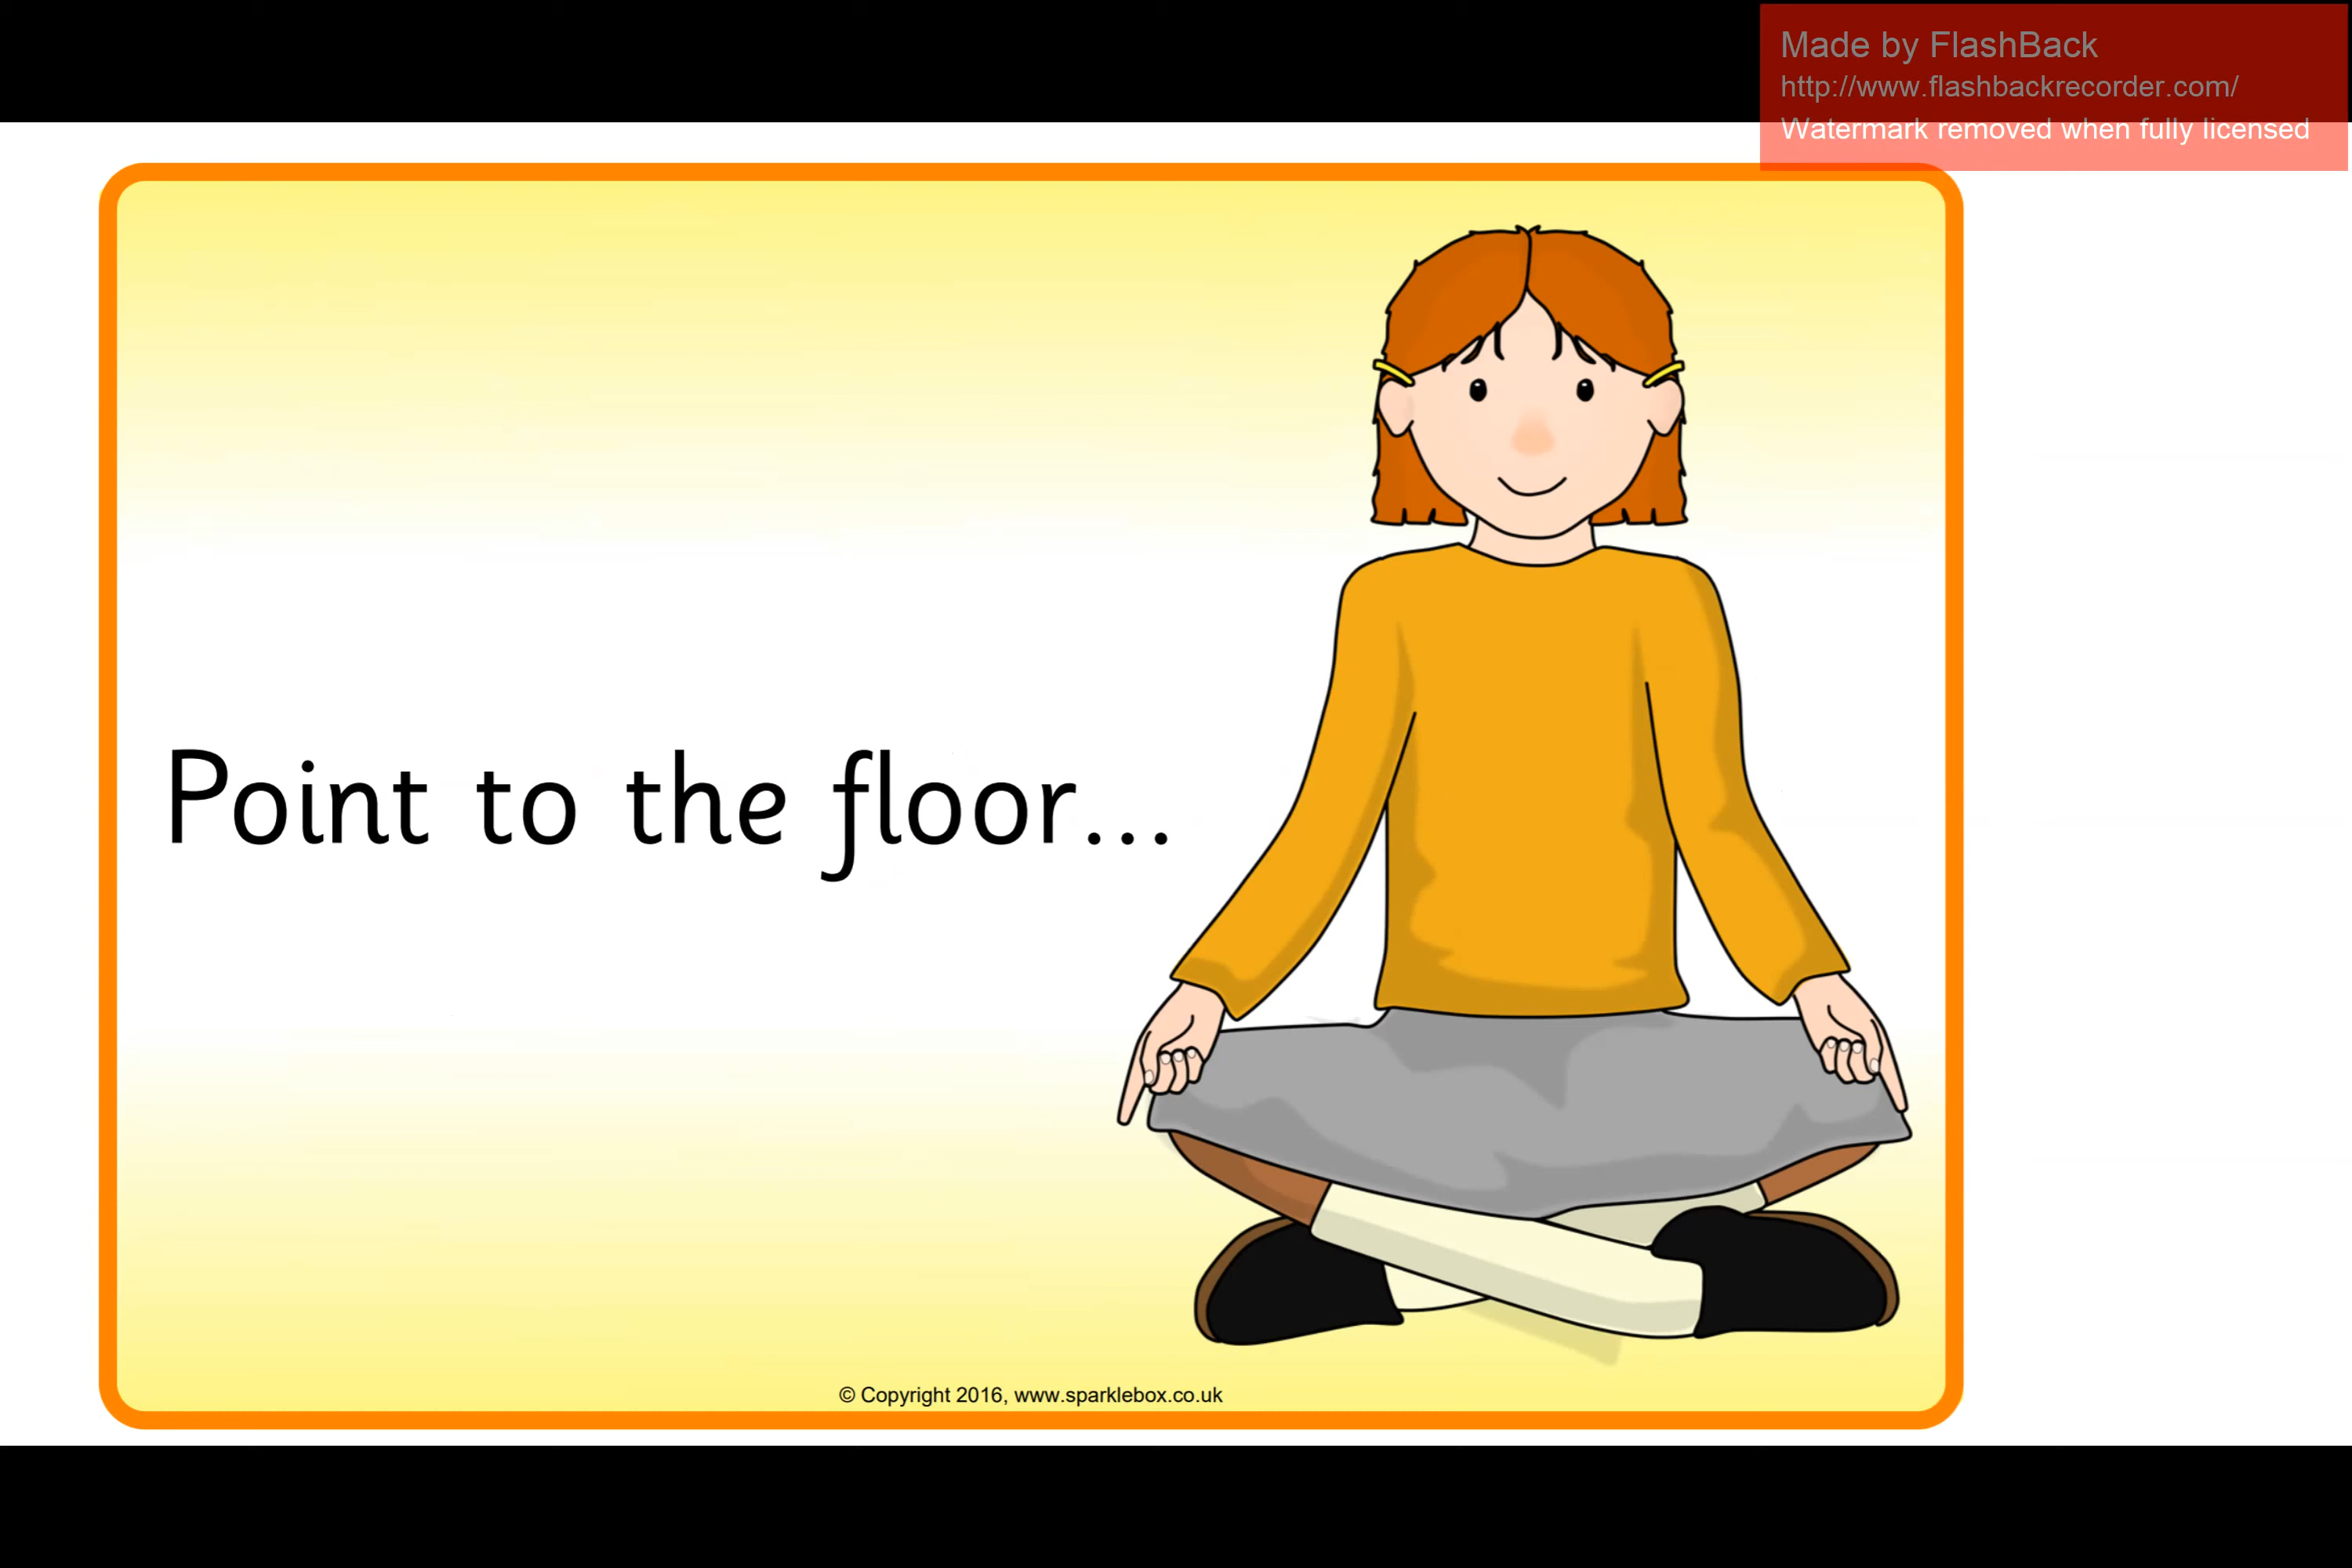 Made by FlashBack
http://www.flashbackrecorder.com/
Watermark removed when fully licensed
Point to the floor...
© Copyright 2016, www.sparklebox.co.uk